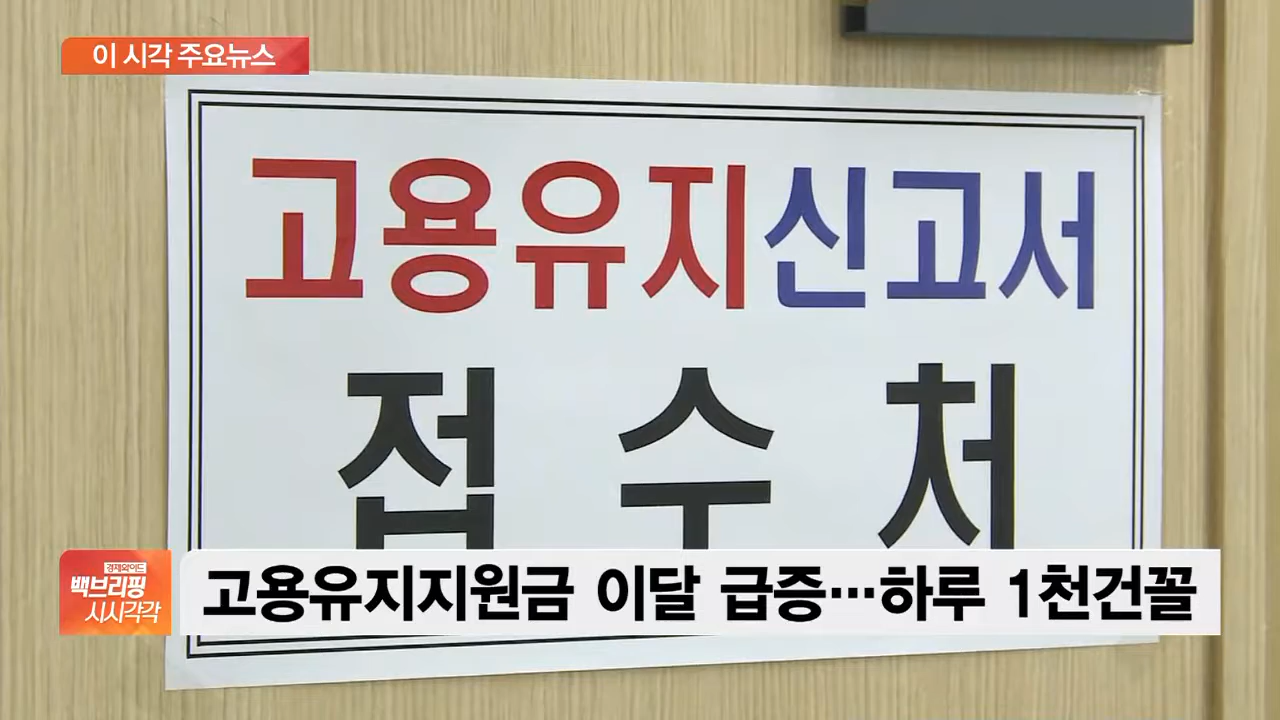 이 시각 주요뉴스
고용유지신고서
접수처
경제와이드
백브리핑
시시각각
고용유지지원금 이달 급증…하루 1천건꼴